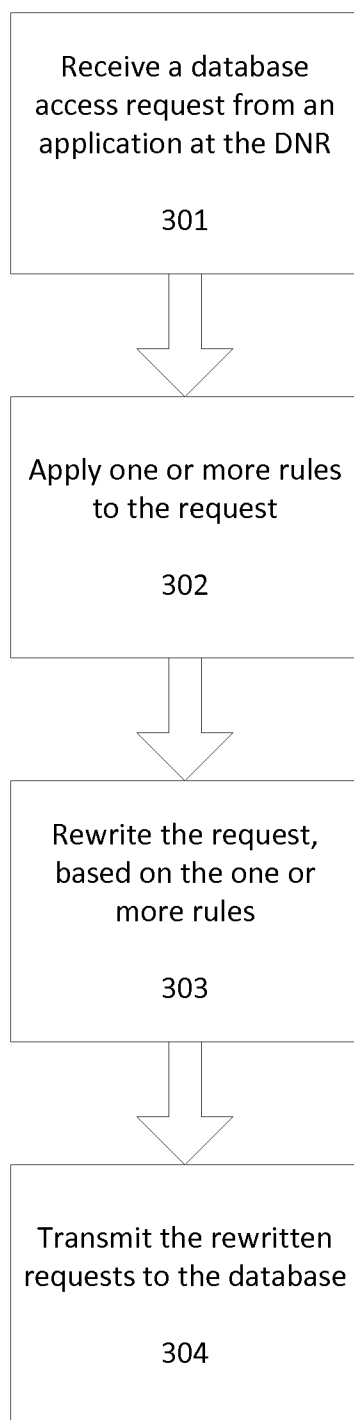 Receive a database
access request from an
application at the DNR
301
Apply one or more rules
to the request
302
Rewrite the request,
based on the one or
more rules
303
Transmit the rewritten
requests to the database
304